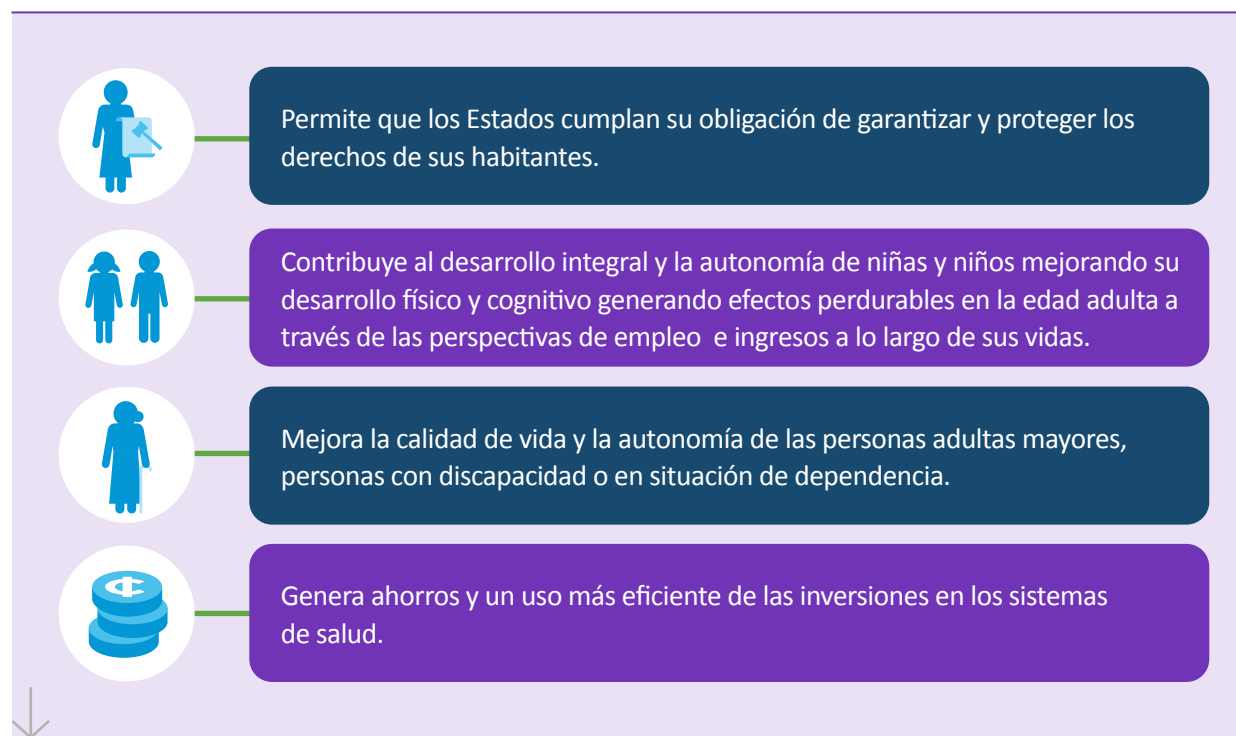 Permite que los Estados cumplan su obligación de garantizar y proteger los
derechos de sus habitantes.
Contribuye al desarrollo integral y la autonomía de niñas y niños mejorando su
desarrollo físico y cognitivo generando efectos perdurables en la edad adulta a
través de las perspectivas de empleo  e ingresos a lo largo de sus vidas.
Mejora la calidad de vida y la autonomía de las personas adultas mayores,
personas con discapacidad o en situación de dependencia.
Genera ahorros y un uso más eficiente de las inversiones en los sistemas
de salud.